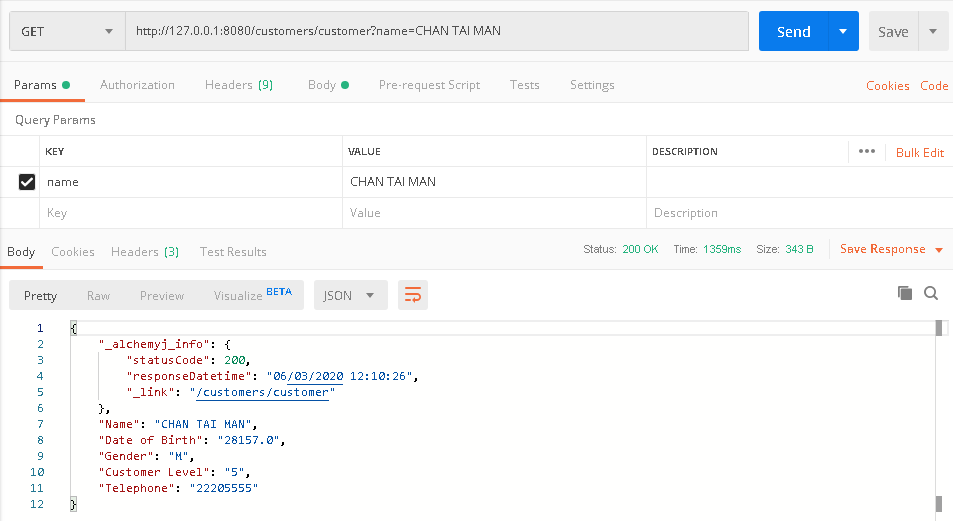 GET http://127.0.0.1:8080/customers/customer?name=CHAN TAI MAN Send Save
Params Authorization Headers (9) Body Pre-request Script Tests Settings Cookies Code
Query Params
KEY VALUE DESCRIPTION ••• Bulk Edit
name CHAN TAI MAN
Key Value Description
Body Cookies Headers (3) Test Results Status: 200 OK Time: 1359ms Size: 343 B Save Response
Pretty Raw Preview Visualize BETA JSON
1 {
2 "_alchemyj_info": {
3 "statusCode": 200,
4 "responseDatetime": "06/03/2020 12:10:26",
5 "_link": "/customers/customer"
6 },
7 "Name": "CHAN TAI MAN",
8 "Date of Birth": "28157.0",
9 "Gender": "M",
10 "Customer Level": "5",
11 "Telephone": "22205555"
12 }